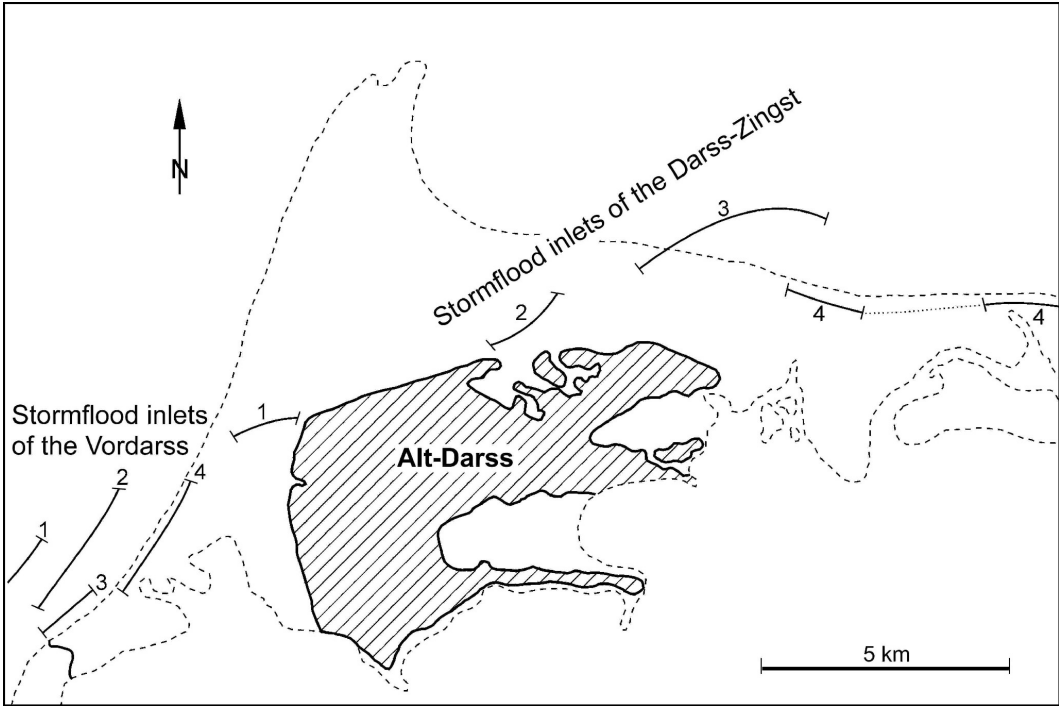 N
Stormflood inlets of the Darss-Zingst
3
2
4
4
1
Stormflood inlets
of the Vordarss
2
4
1
3
Alt-Darss
5 km